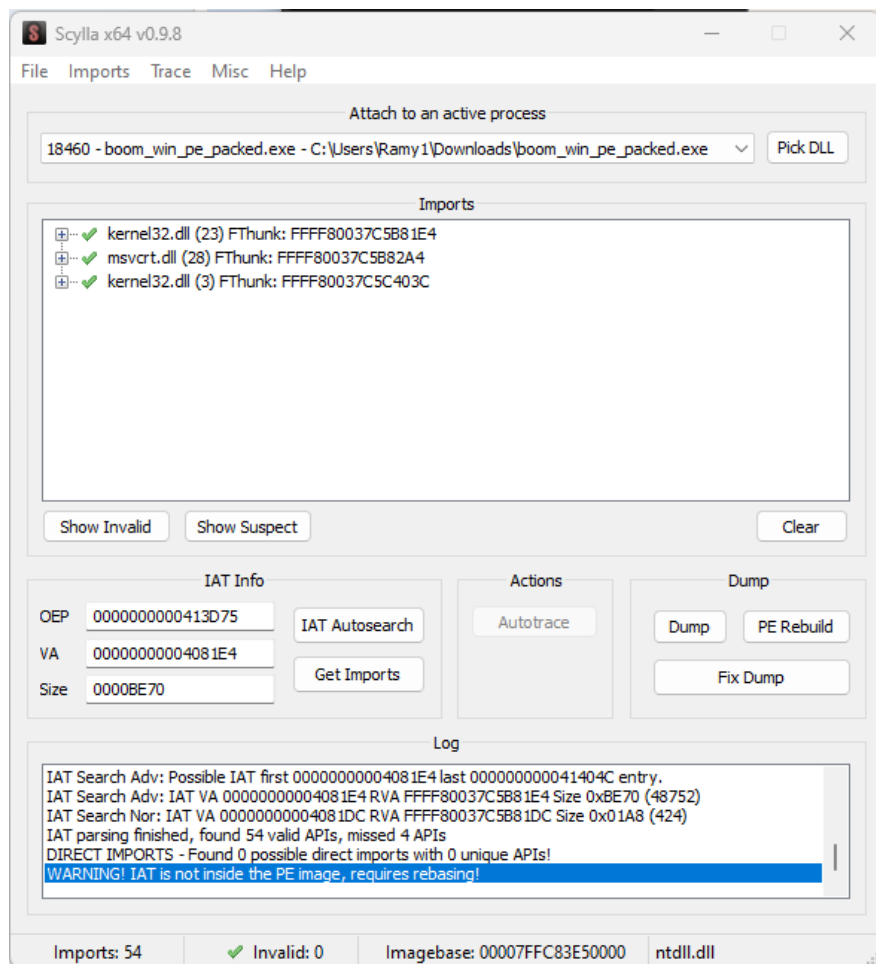 Scylla x64 v0.9.8
File Imports Trace Misc Help
Attach to an active process
18460 - boom_win_pe_packed.exe - C:\Users\Ramy1\Downloads\boom_win_pe_packed.exe
Pick DLL
Imports
kernel32.dll (23) FThunk: FFFF80037C5B81E4
msvcrt.dll (28) FThunk: FFFF80037C5B82A4
kernel32.dll (3) FThunk: FFFF80037C5C403C
Show Invalid Show Suspect Clear
IAT Info
OEP 0000000000413D75
VA 00000000004081E4
Size 0000BE70
IAT Autosearch
Get Imports
Actions
Autotrace
Dump
Dump PE Rebuild
Fix Dump
Log
IAT Search Adv: Possible IAT first 00000000004081E4 last 000000000041404C entry.
IAT Search Adv: IAT VA 00000000004081E4 RVA FFFF80037C5B81E4 Size 0xBE70 (48752)
IAT Search Nor: IAT VA 00000000004081DC RVA FFFF80037C5B81DC Size 0x01A8 (424)
IAT parsing finished, found 54 valid APIs, missed 4 APIs
DIRECT IMPORTS - Found 0 possible direct imports with 0 unique APIs!
WARNING! IAT is not inside the PE image, requires rebasing!
Imports: 54 Invalid: 0 Imagebase: 00007FFC83E50000 ntdll.dll